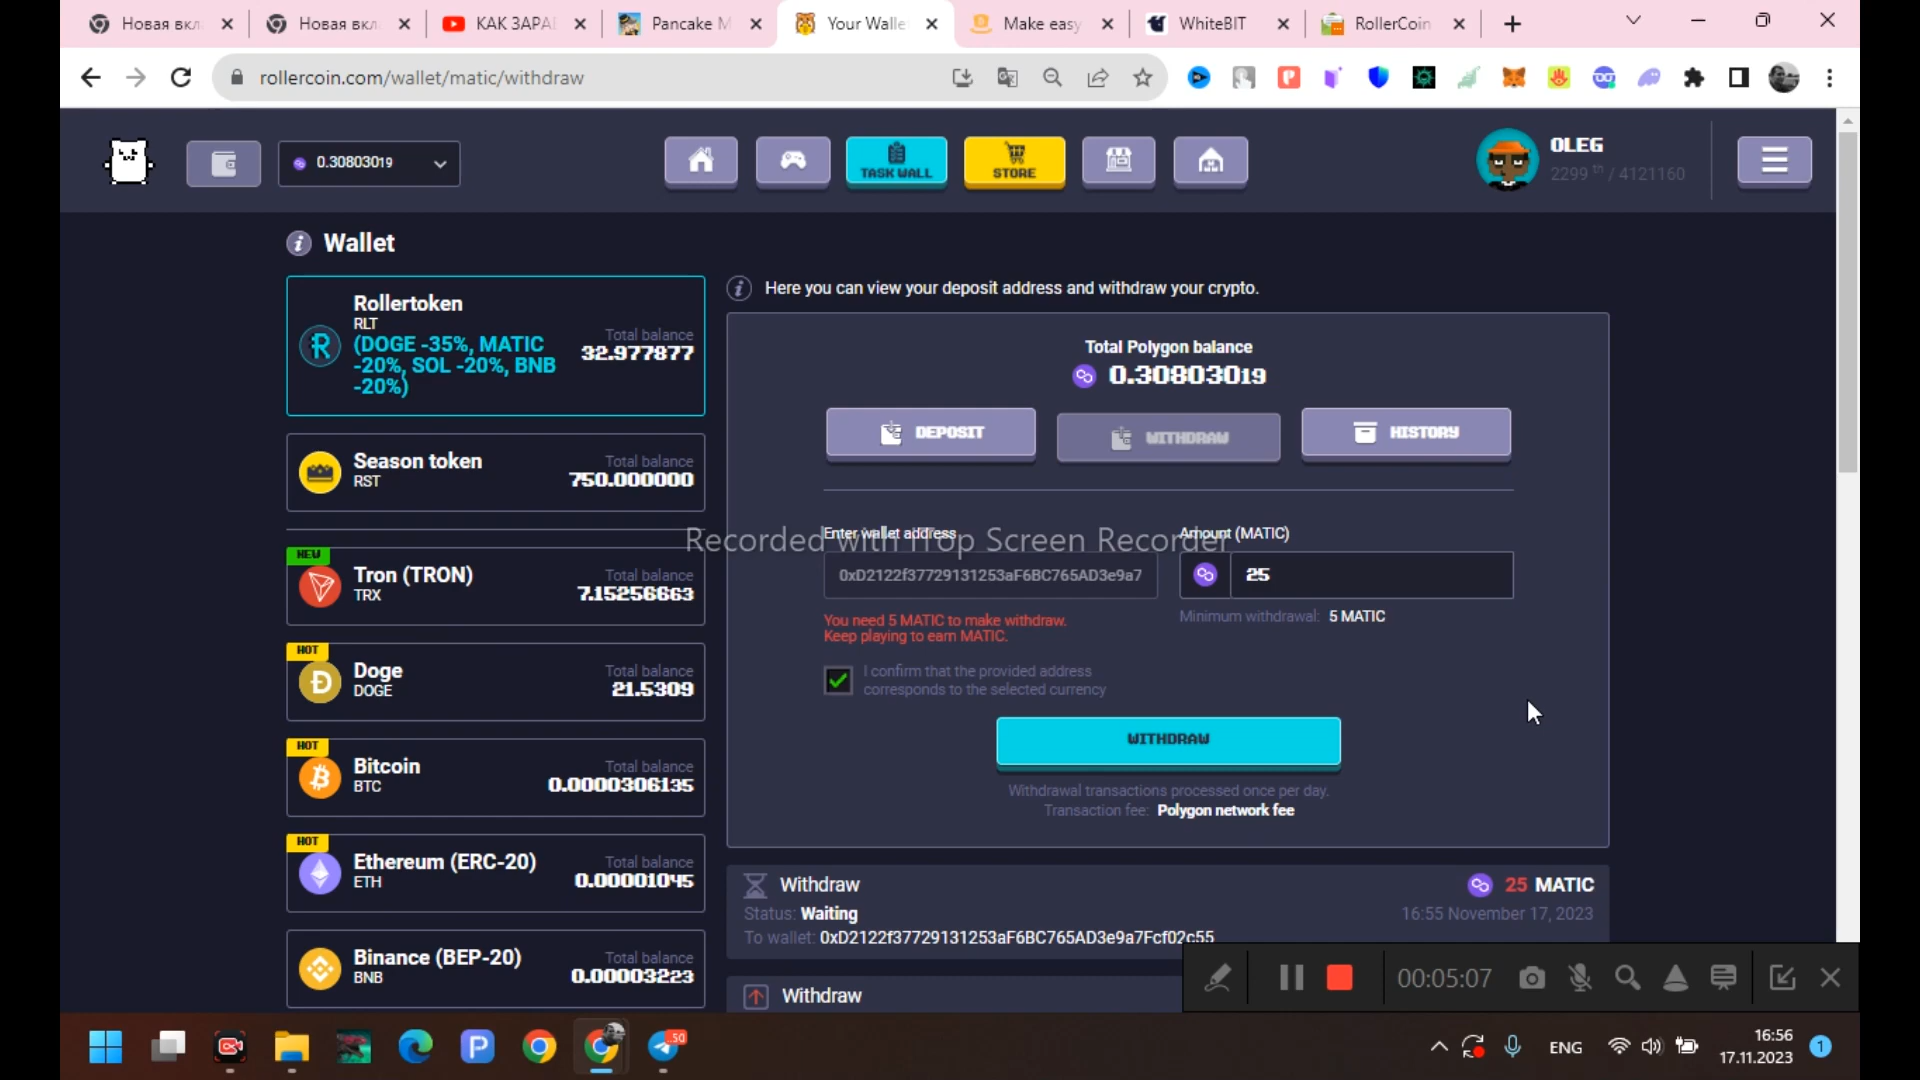 Новая вкл
Новая вкл
КАК ЗАРАБ
Pancake M
Your Walle
Make easy
WhiteBIT
RollerCoin
rollercoin.com/wallet/matic/withdraw
0.30803019
TASK WALL
STORE
OLEG
2299 th / 4121160
Wallet
Rollertoken
RLT
(DOGE -35%, MATIC
-20%, SOL -20%, BNB
-20%)
Total balance
32.977877
Season token
RST
Total balance
750.000000
NEW
Tron (TRON)
TRX
Total balance
7.15256663
HOT
Doge
DOGE
Total balance
21.5309
HOT
Bitcoin
BTC
Total balance
0.0000306135
HOT
Ethereum (ERC-20)
ETH
Total balance
0.00001045
Binance (BEP-20)
BNB
Total balance
0.00003223
Here you can view your deposit address and withdraw your crypto.
Total Polygon balance
0.30803019
DEPOSIT
WITHDRAW
HISTORY
Recorded with iTop Screen Recorder
Enter wallet address
0xD2122f37729131253aF6BC765AD3e9a7
You need 5 MATIC to make withdraw.
Keep playing to earn MATIC.
Amount (MATIC)
25
Minimum withdrawal: 5 MATIC
I confirm that the provided address
corresponds to the selected currency
WITHDRAW
Withdrawal transactions processed once per day.
Transaction fee: Polygon network fee
Withdraw
25 MATIC
Status: Waiting
16:55 November 17, 2023
To wallet: 0xD2122f37729131253aF6BC765AD3e9a7Fcf02c55
Withdraw
00:05:07
50
ENG
16:56
17.11.2023
1